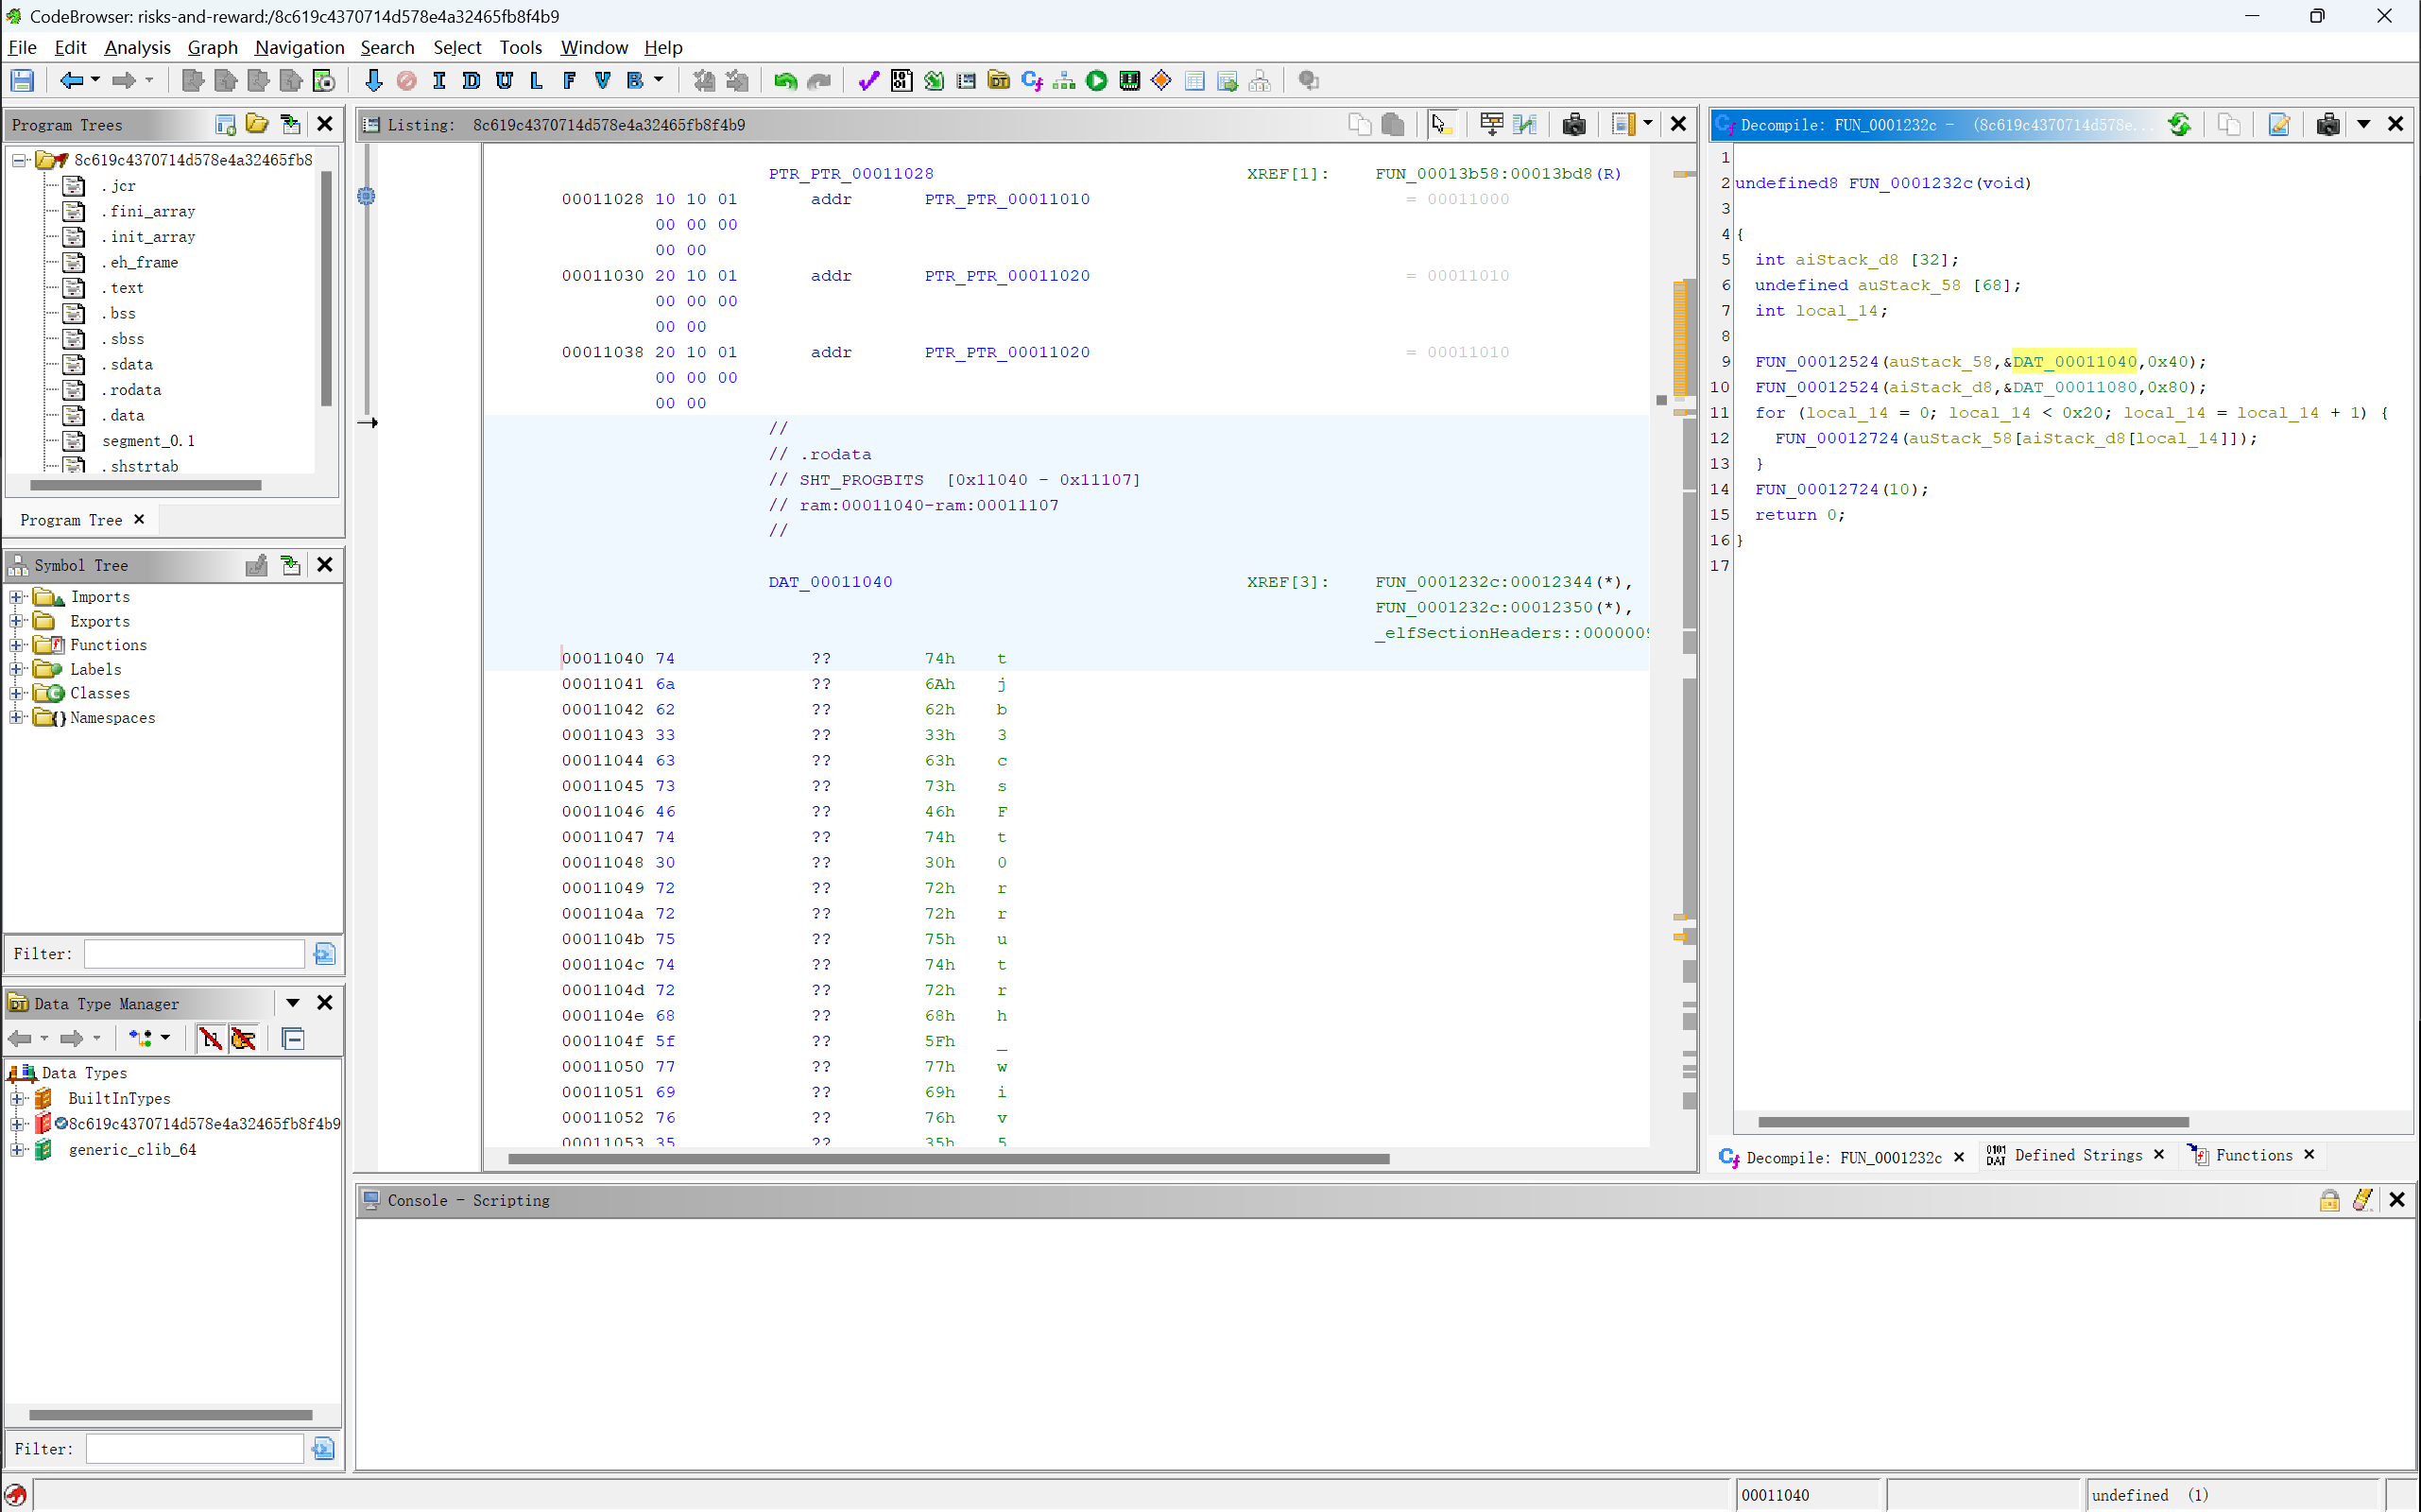 CodeBrowser: risks-and-reward:/8c619c4370714d578e4a32465fb8f4b9
File Edit Analysis Graph Navigation Search Select Tools Window Help
I D U L F V B
Program Trees
8c619c4370714d578e4a32465fb8
.jcr
.fini_array
.init_array
.eh_frame
.text
.bss
.sbss
.sdata
.rodata
.data
segment_0.1
.shstrtab
Program Tree
Symbol Tree
Imports
Exports
Functions
Labels
Classes
Namespaces
Filter:
Data Type Manager
Data Types
BuiltInTypes
8c619c4370714d578e4a32465fb8f4b9
generic_clib_64
Filter:
Listing: 8c619c4370714d578e4a32465fb8f4b9
PTR_PTR_00011028 XREF[1]: FUN_00013b58:00013bd8(R)
00011028 10 10 01 addr PTR_PTR_00011010 = 00011000
00 00 00
00 00
00011030 20 10 01 addr PTR_PTR_00011020 = 00011010
00 00 00
00 00
00011038 20 10 01 addr PTR_PTR_00011020 = 00011010
00 00 00
00 00
//
// .rodata
// SHT_PROGBITS [0x11040 - 0x11107]
// ram:00011040-ram:00011107
//
DAT_00011040 XREF[3]: FUN_0001232c:00012344(*),
FUN_0001232c:00012350(*),
_elfSectionHeaders::0000009
00011040 74 ?? 74h t
00011041 6a ?? 6Ah j
00011042 62 ?? 62h b
00011043 33 ?? 33h 3
00011044 63 ?? 63h c
00011045 73 ?? 73h s
00011046 46 ?? 46h F
00011047 74 ?? 74h t
00011048 30 ?? 30h 0
00011049 72 ?? 72h r
0001104a 72 ?? 72h r
0001104b 75 ?? 75h u
0001104c 74 ?? 74h t
0001104d 72 ?? 72h r
0001104e 68 ?? 68h h
0001104f 5f ?? 5Fh _
00011050 77 ?? 77h w
00011051 69 ?? 69h i
00011052 76 ?? 76h v
00011053 35 ?? 35h 5
Decompile: FUN_0001232c - (8c619c4370714d578e...
1
2 undefined8 FUN_0001232c(void)
3
4 {
5 int aiStack_d8 [32];
6 undefined auStack_58 [68];
7 int local_14;
8
9 FUN_00012524(auStack_58,&DAT_00011040,0x40);
10 FUN_00012524(aiStack_d8,&DAT_00011080,0x80);
11 for (local_14 = 0; local_14 < 0x20; local_14 = local_14 + 1) {
12 FUN_00012724(auStack_58[aiStack_d8[local_14]]);
13 }
14 FUN_00012724(10);
15 return 0;
16 }
17
Decompile: FUN_0001232c Defined Strings Functions
Console - Scripting
00011040 undefined (1)